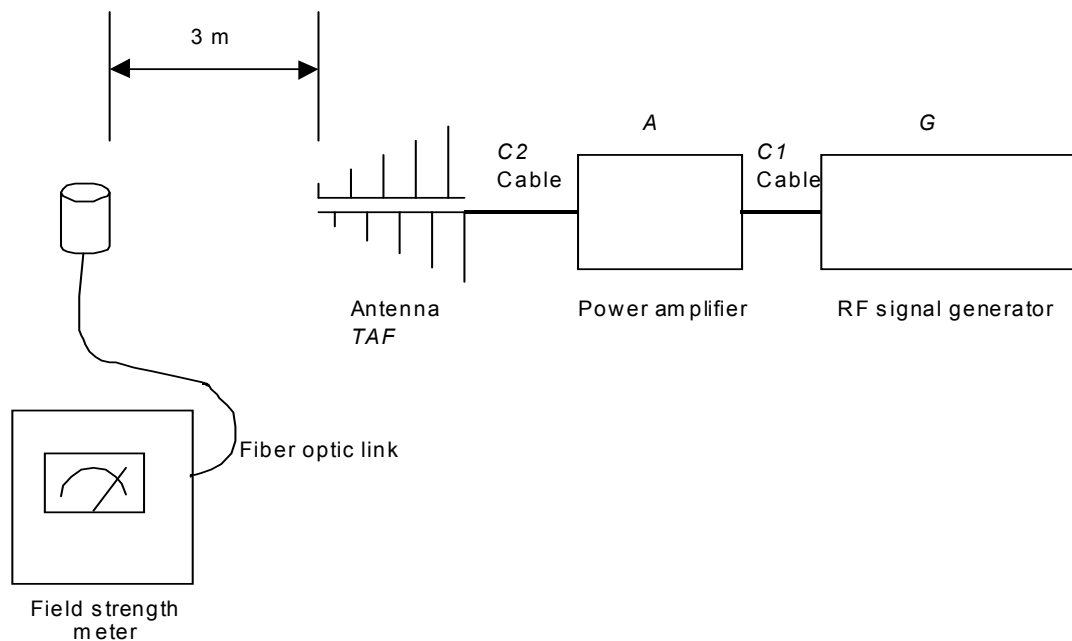 3 m
A
G
C2
Cable
C1
Cable
Antenna
TAF
Power amplifier
RF signal generator
Fiber optic link
Field strength
meter